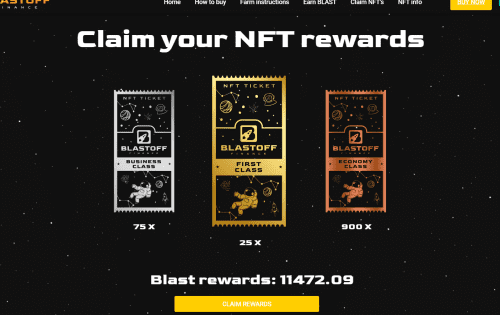 BLASTOFF
FINANCE
Home How to buy Farm instructions Earn BLAST Claim NFT's NFT info BUY NOW
Claim your NFT rewards
NFT TICKET
BLASTOFF
FINANCE
BUSINESS
CLASS
75 X
NFT TICKET
BLASTOFF
FINANCE
FIRST
CLASS
25 X
NFT TICKET
BLASTOFF
FINANCE
ECONOMY
CLASS
900 X
Blast rewards: 11472.09
CLAIM REWARDS